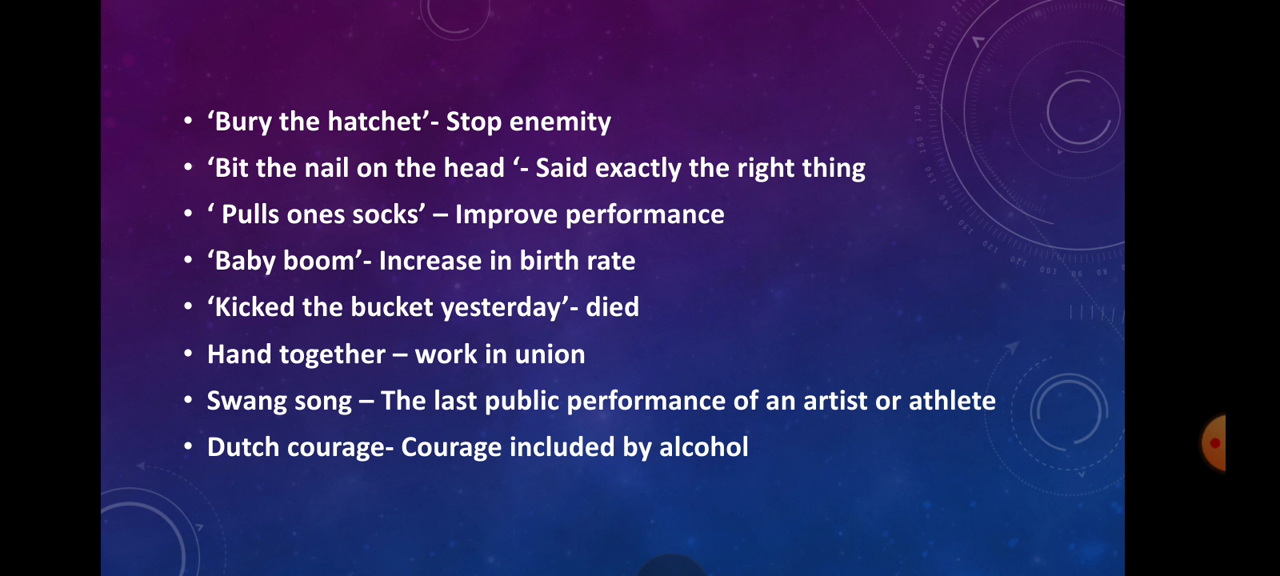 • ‘Bury the hatchet’- Stop enemity
• ‘Bit the nail on the head ‘- Said exactly the right thing
• ‘ Pulls ones socks’ – Improve performance
• ‘Baby boom’- Increase in birth rate
• ‘Kicked the bucket yesterday’- died
• Hand together – work in union
• Swang song – The last public performance of an artist or athlete
• Dutch courage- Courage included by alcohol